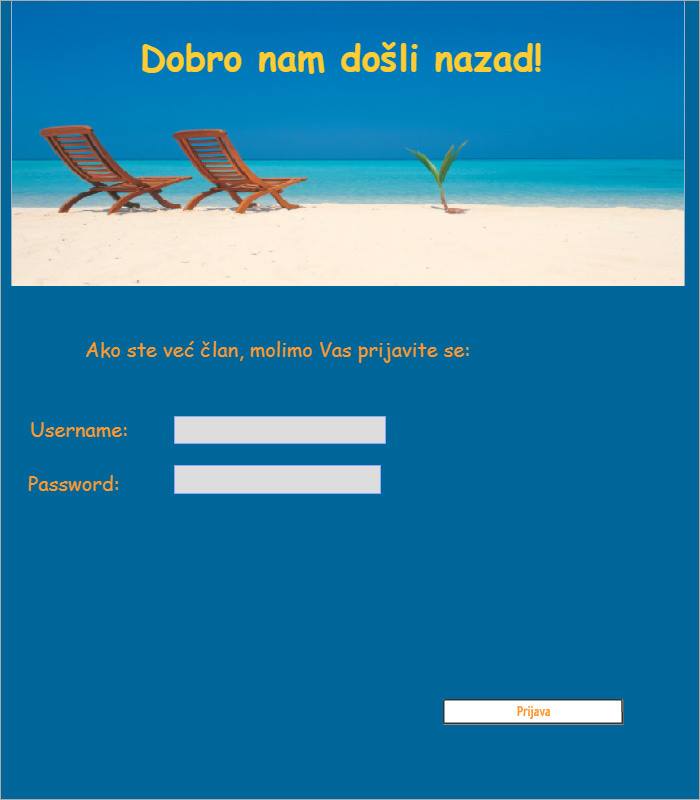 Dobro nam došli nazad!
Ako ste već član, molimo Vas prijavite se:
Username:
Password:
Prijava